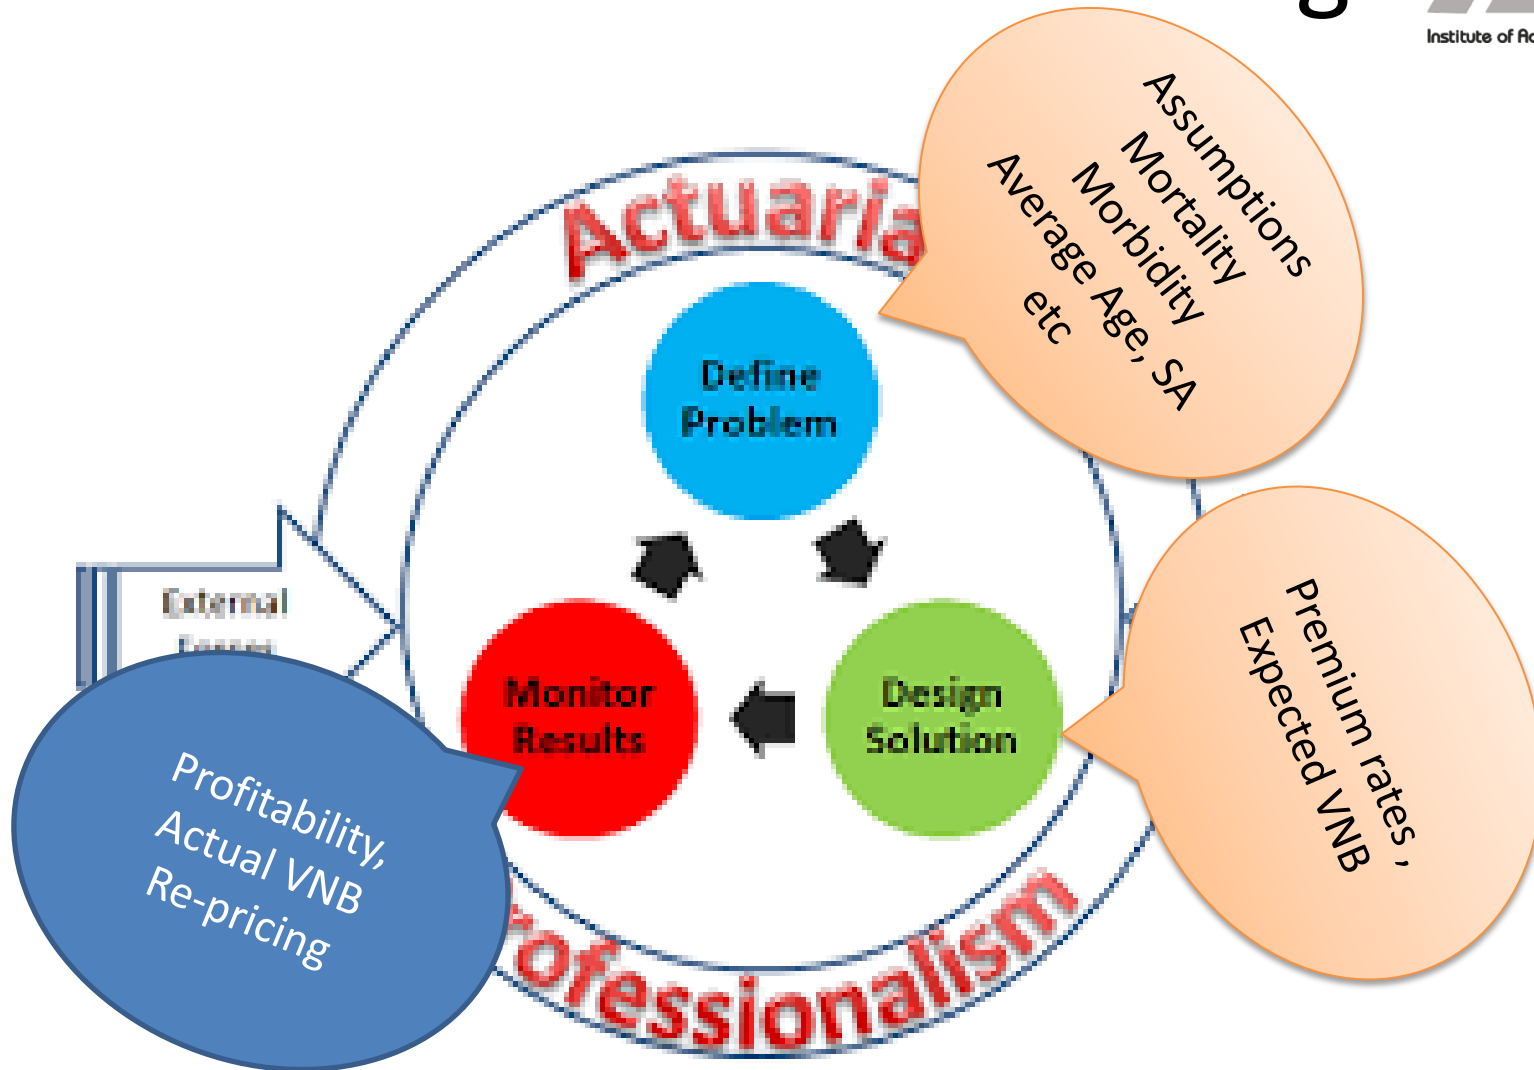 Institute of Ac
Actuaria
Assumptions
Mortality
Morbidity
Average Age, SA
etc
Define
Problem
External
Premium rates ,
Expected VNB
Monitor
Results
Design
Solution
Profitability,
Actual VNB
Re-pricing
rofessionalism